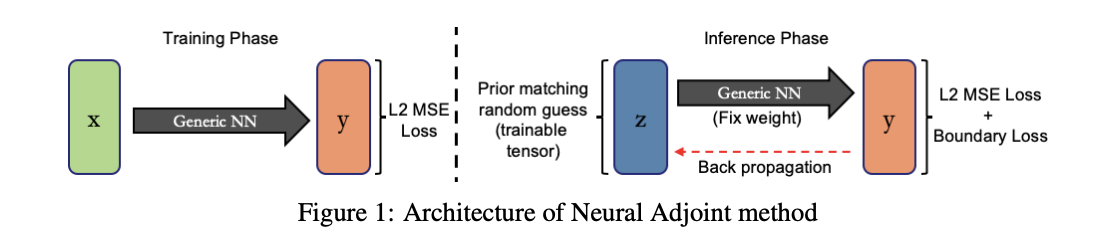 Training Phase
x
Generic NN
y
L2 MSE
Loss
Inference Phase
Prior matching
random guess
(trainable
tensor)
z
Generic NN
(Fix weight)
Back propagation
y
L2 MSE Loss
+
Boundary Loss
Figure 1: Architecture of Neural Adjoint method